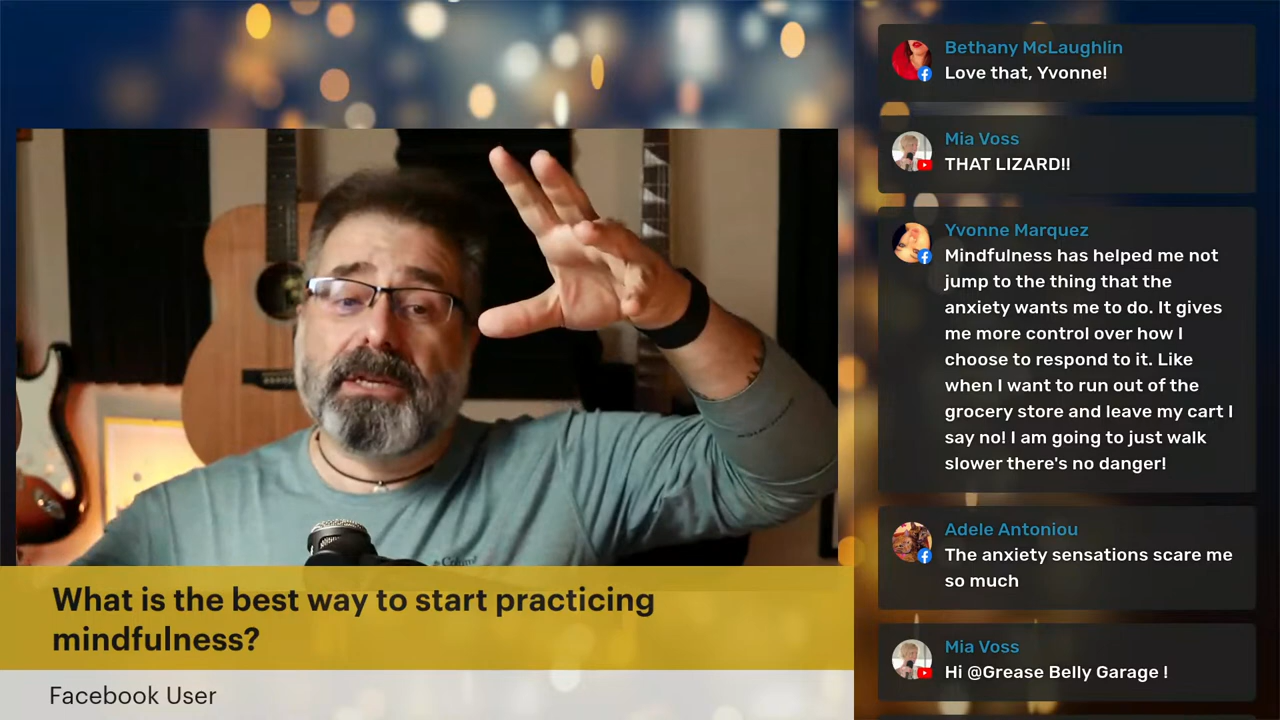 Bethany McLaughlin
Love that, Yvonne!
Mia Voss
THAT LIZARD!!
Yvonne Marquez
Mindfulness has helped me not
jump to the thing that the
anxiety wants me to do. It gives
me more control over how I
choose to respond to it. Like
when I want to run out of the
grocery store and leave my cart I
say no! I am going to just walk
slower there's no danger!
Adele Antoniou
The anxiety sensations scare me
so much
Mia Voss
Hi @Grease Belly Garage !
What is the best way to start practicing
mindfulness?
Facebook User